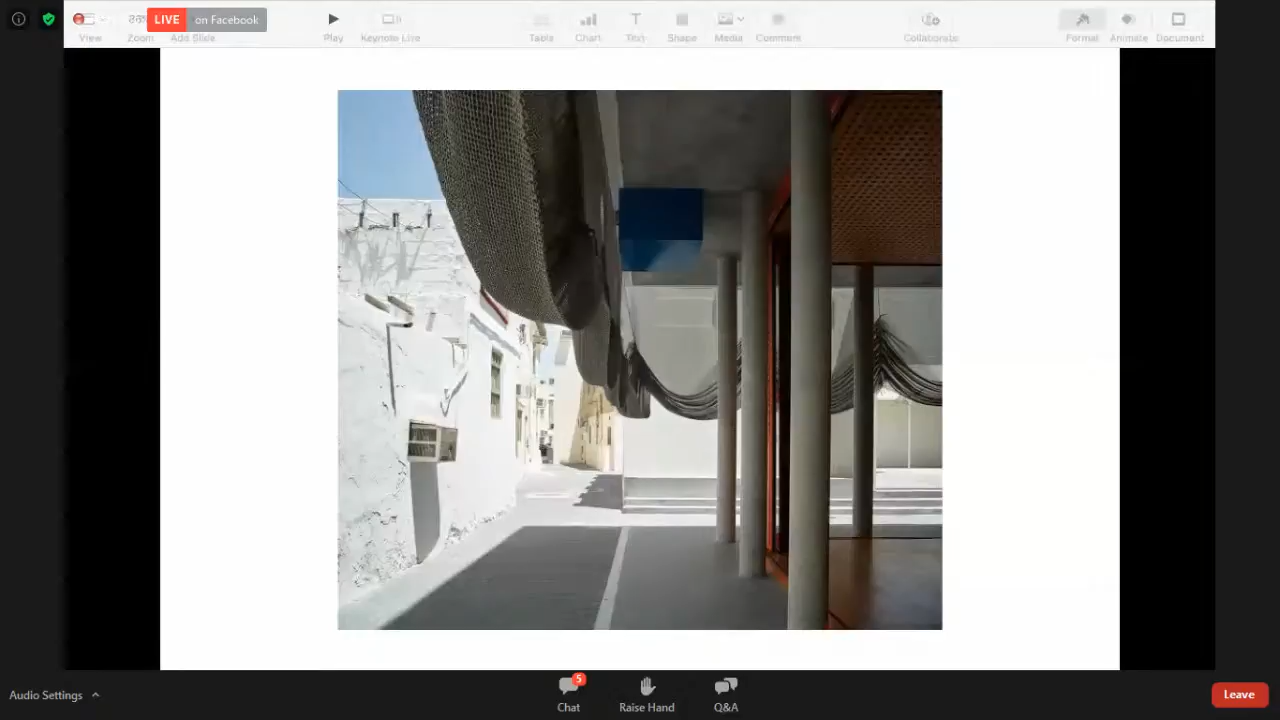 LIVE on Facebook
View Zoom Add Slide Play Keynote Live Table Chart Text Shape Media Comment Collaborate Format Animate Document
Audio Settings
5
Chat Raise Hand Q&A
Leave